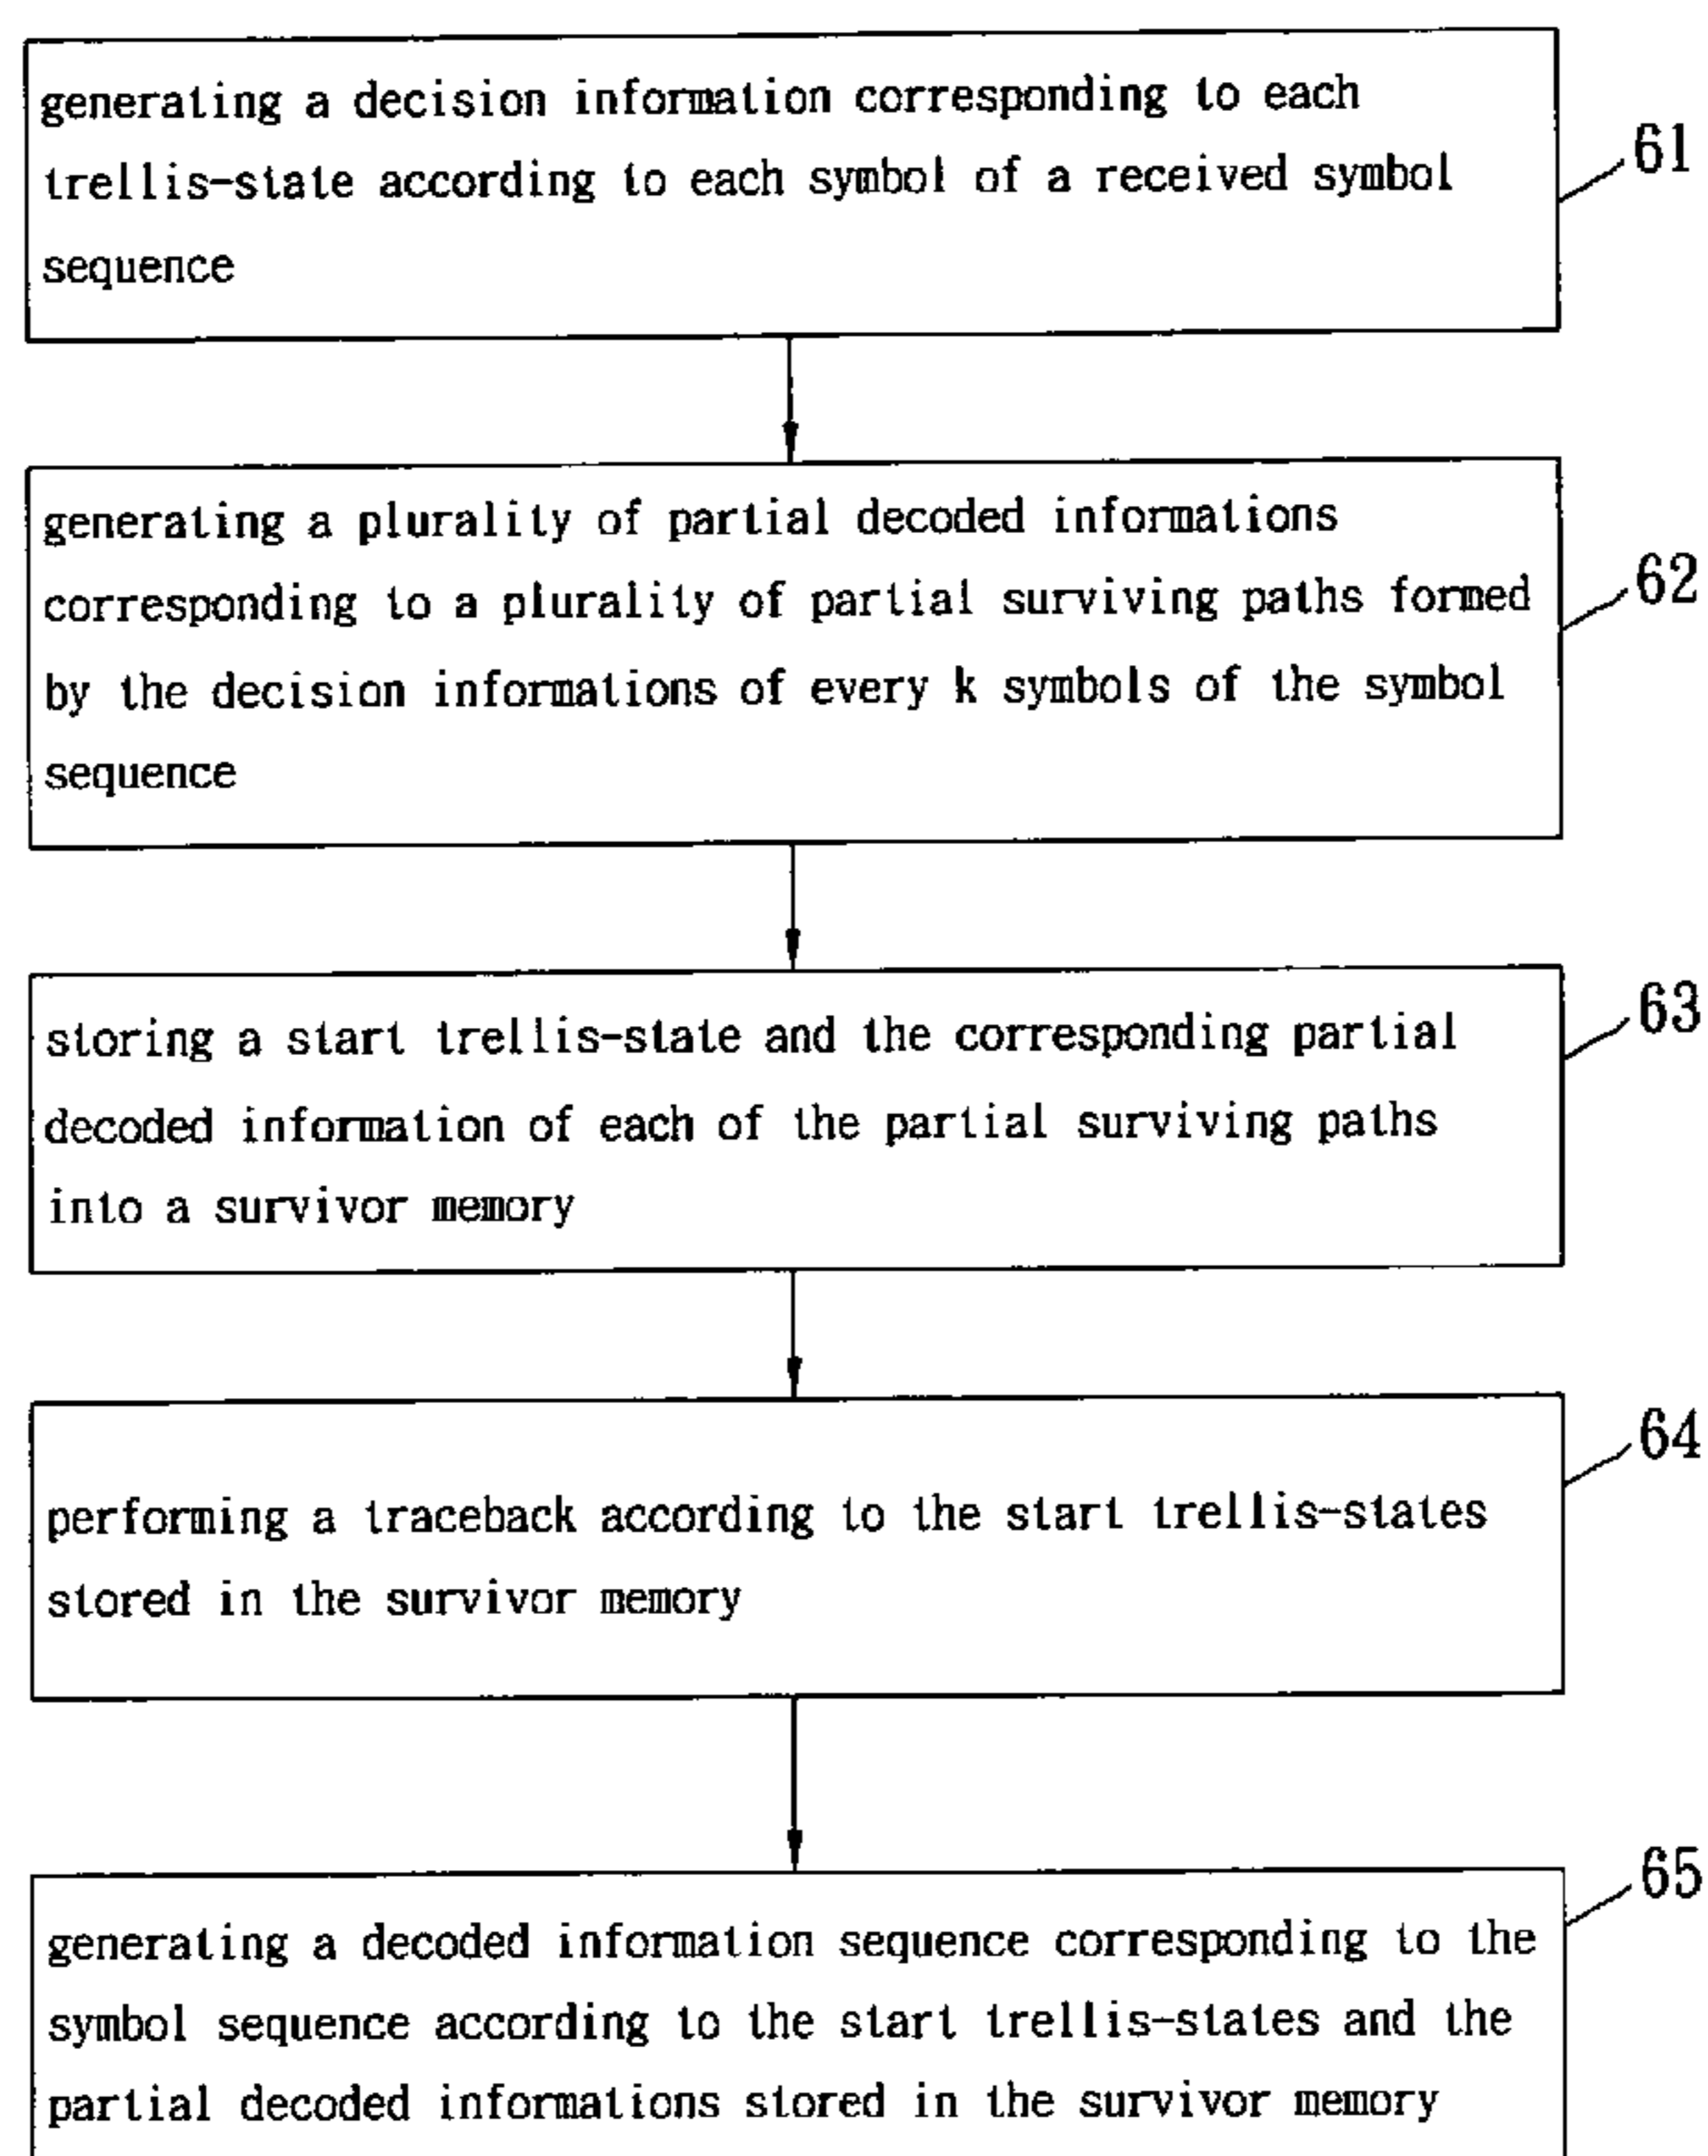 generating a decision information corresponding to each
trellis-state according to each symbol of a received symbol
sequence
61
generating a plurality of partial decoded informations
corresponding to a plurality of partial surviving paths formed
by the decision informations of every k symbols of the symbol
sequence
62
storing a start trellis-state and the corresponding partial
decoded information of each of the partial surviving paths
into a survivor memory
63
performing a traceback according to the start trellis-states
stored in the survivor memory
64
generating a decoded information sequence corresponding to the
symbol sequence according to the start trellis-states and the
partial decoded informations stored in the survivor memory
65